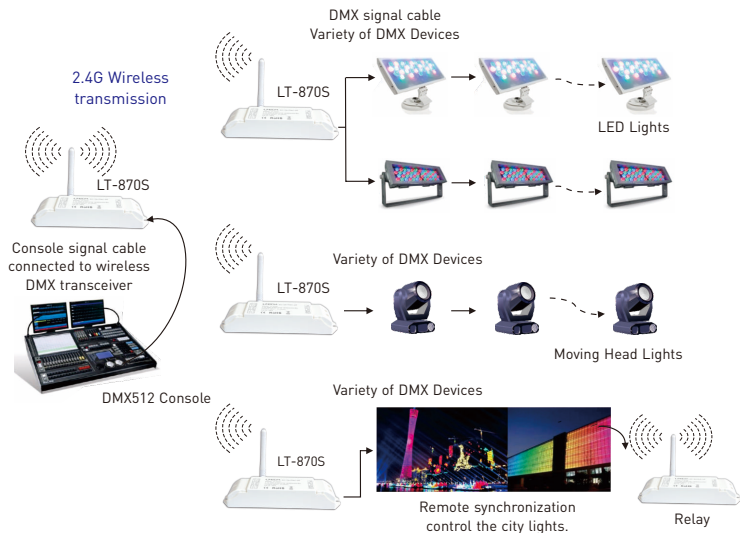 DMX signal cable
Variety of DMX Devices
2.4G Wireless
transmission
LT-870S
LED Lights
LT-870S
Console signal cable
connected to wireless
DMX transceiver
Variety of DMX Devices
LT-870S
Moving Head Lights
DMX512 Console
Variety of DMX Devices
LT-870S
Remote synchronization
control the city lights.
Relay